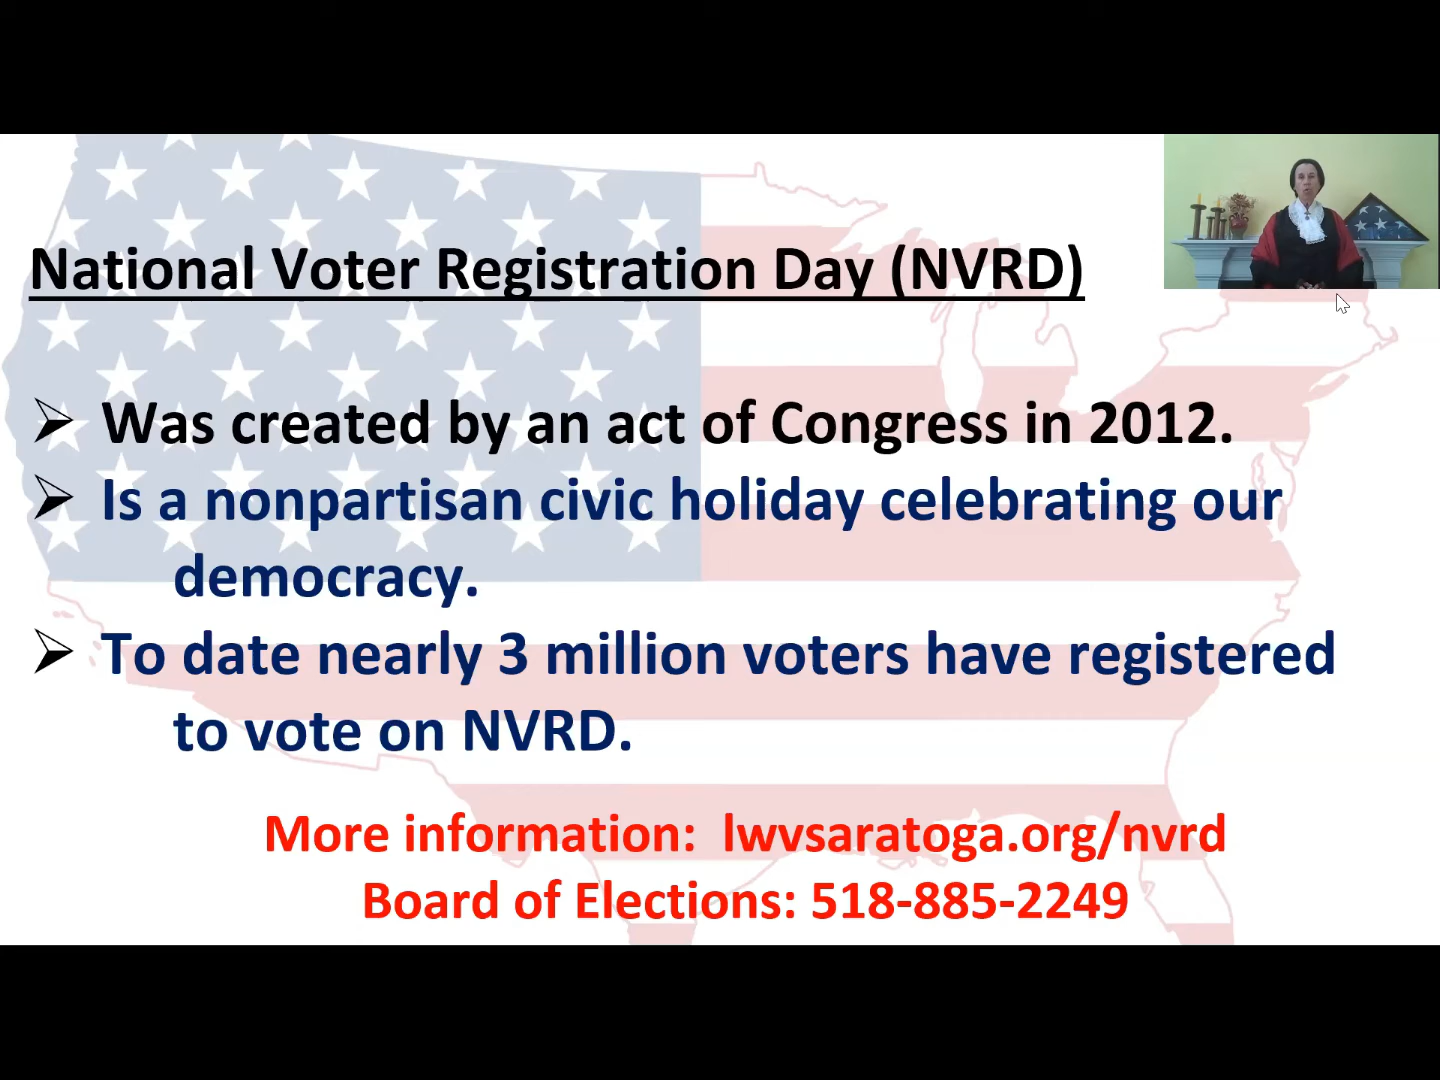 National Voter Registration Day (NVRD)
Was created by an act of Congress in 2012.
Is a nonpartisan civic holiday celebrating our
democracy.
To date nearly 3 million voters have registered
to vote on NVRD.
More information: lwvsaratoga.org/nvrd
Board of Elections: 518-885-2249